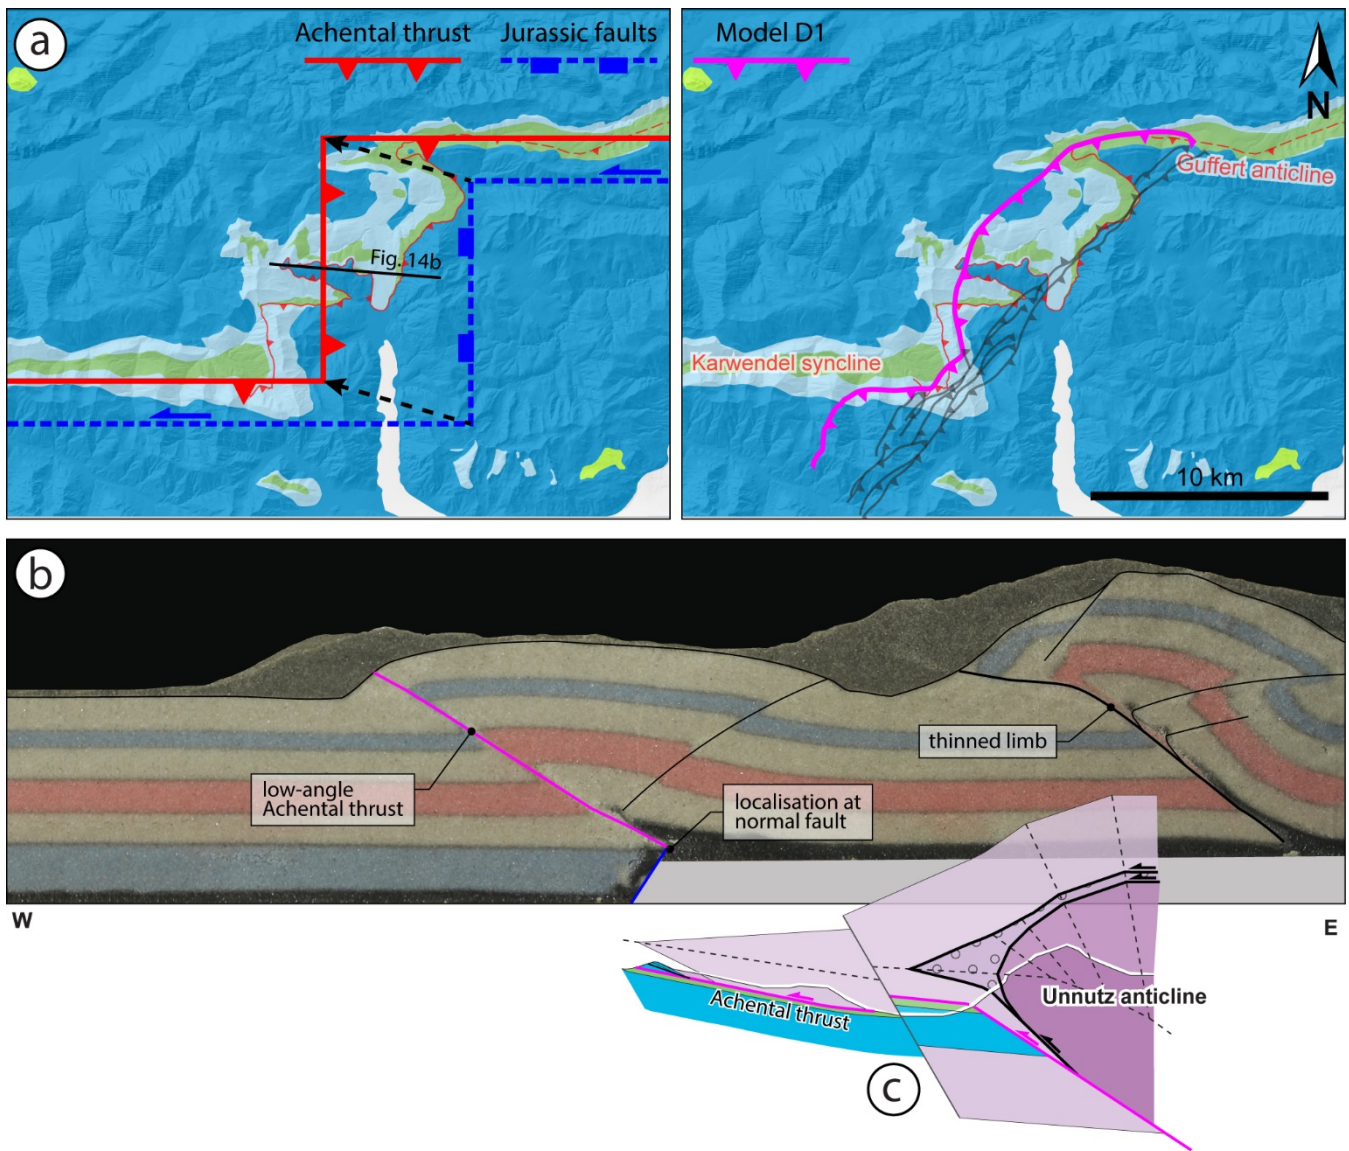 a
Achental thrust
Jurassic faults
Fig. 14b
Model D1
N
Guffert anticline
Karwendel syncline
10 km
b
low-angle
Achental thrust
localisation at
normal fault
thinned limb
W
E
Achental thrust
Unnutz anticline
c